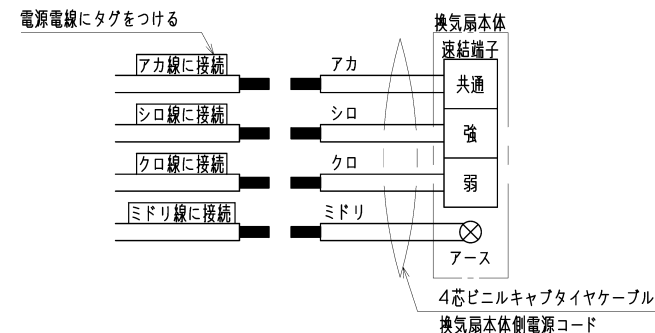 電源電線にタグをつける
換気扇本体
速結端子
アカ線に接続
アカ
共通
シロ線に接続
シロ
強
クロ線に接続
クロ
弱
ミドリ線に接続
ミドリ
アース
4芯ビニルキャブタイヤケーブル
換気扇本体側電源コード